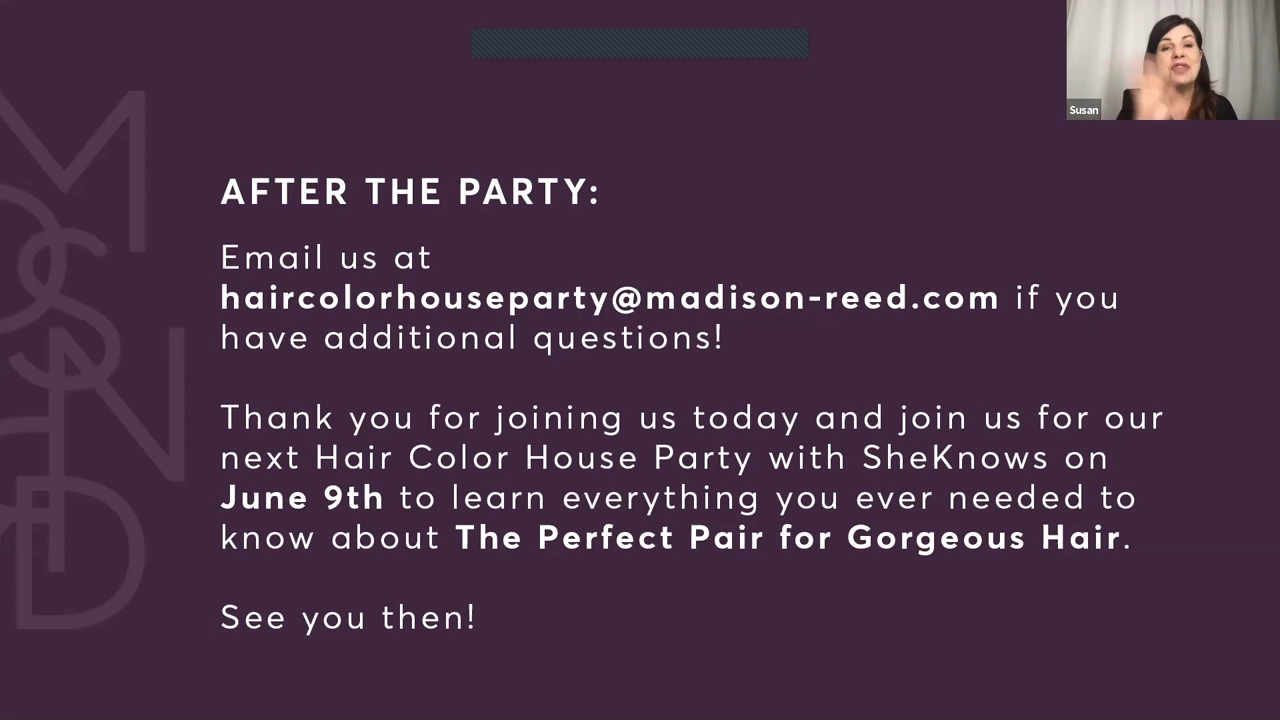 Susan
AFTER THE PARTY:
Email us at
haircolorhouseparty@madison-reed.com if you
have additional questions!
Thank you for joining us today and join us for our
next Hair Color House Party with SheKnows on
June 9th to learn everything you ever needed to
know about The Perfect Pair for Gorgeous Hair.
See you then!